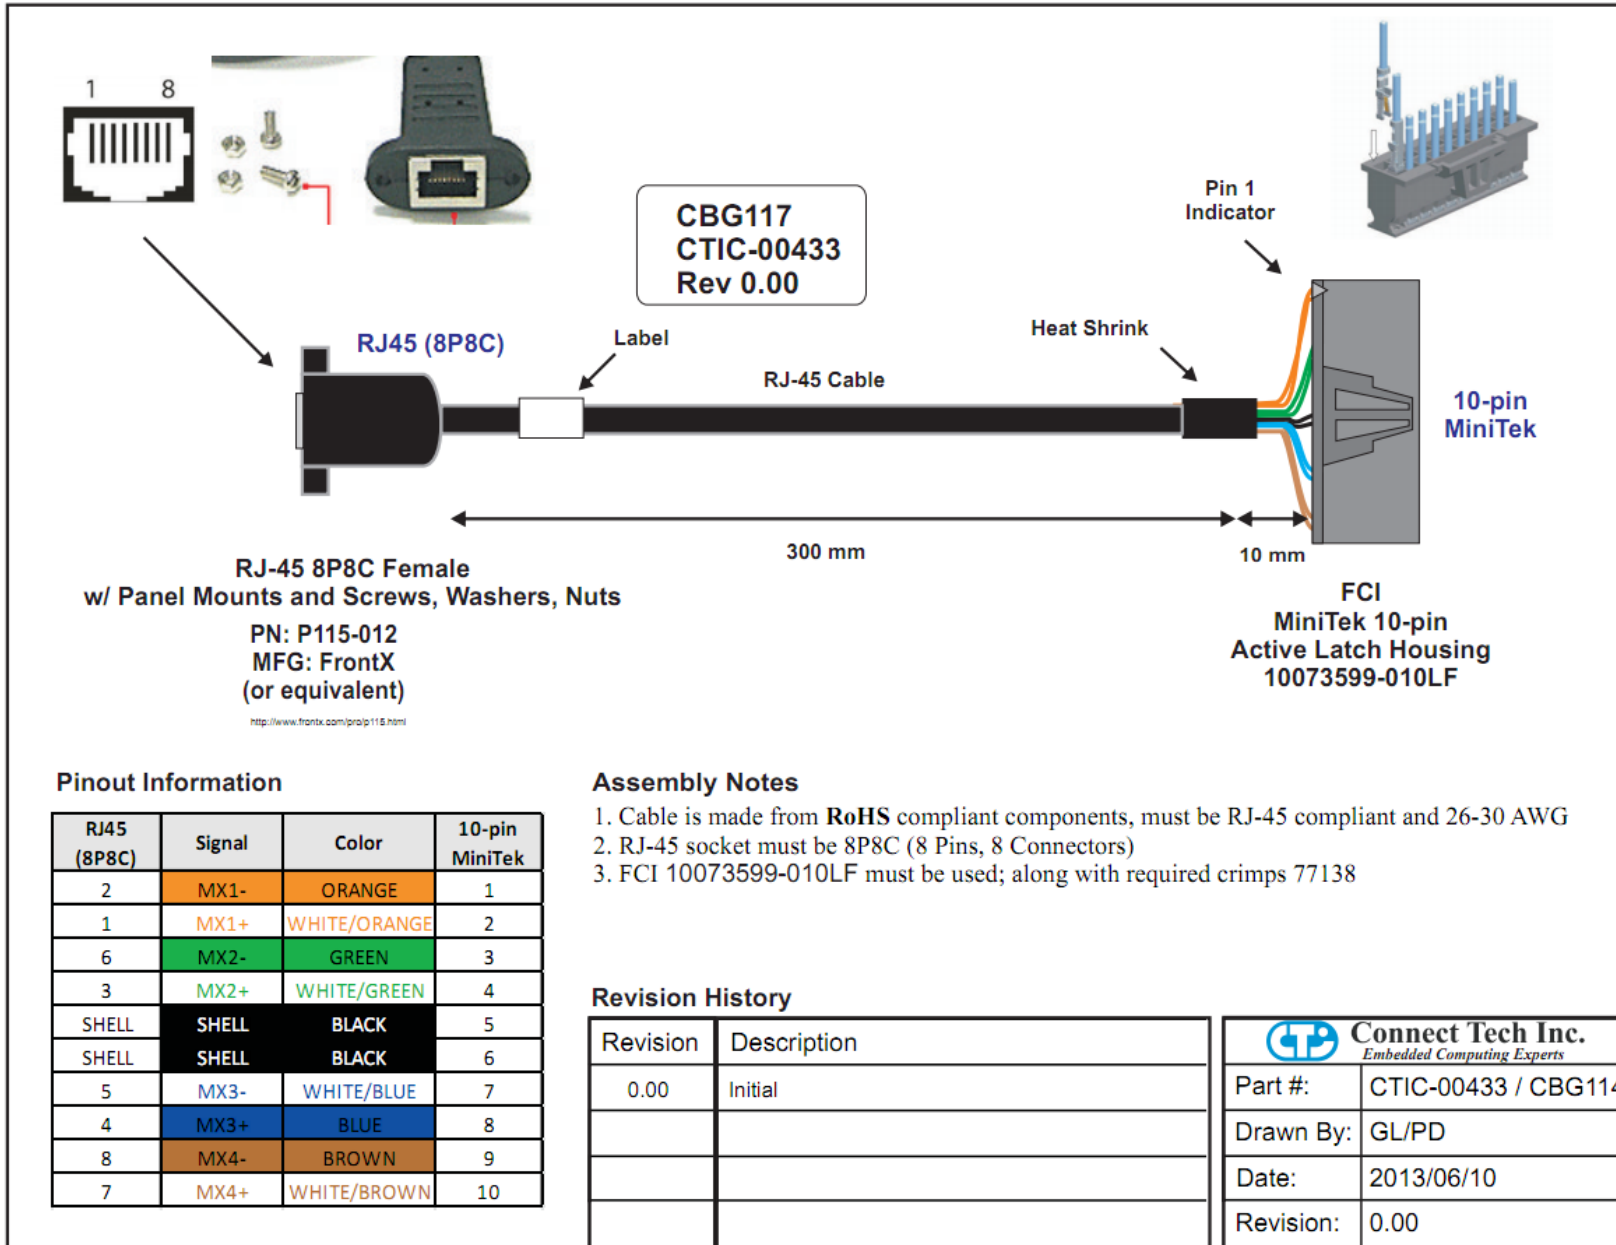 1 8
CBG117
CTIC-00433
Rev 0.00
Pin 1
Indicator
RJ45 (8P8C)
Label
Heat Shrink
RJ-45 Cable
10-pin
MiniTek
300 mm
10 mm
RJ-45 8P8C Female
w/ Panel Mounts and Screws, Washers, Nuts
PN: P115-012
MFG: FrontX
(or equivalent)
http://www.frontx.com/pro/p115.html
FCI
MiniTek 10-pin
Active Latch Housing
10073599-010LF
Pinout Information
RJ45 (8P8C) Signal Color 10-pin MiniTek
2 MX1- ORANGE 1
1 MX1+ WHITE/ORANGE 2
6 MX2- GREEN 3
3 MX2+ WHITE/GREEN 4
SHELL SHELL BLACK 5
SHELL SHELL BLACK 6
5 MX3- WHITE/BLUE 7
4 MX3+ BLUE 8
8 MX4- BROWN 9
7 MX4+ WHITE/BROWN 10
Assembly Notes
1. Cable is made from RoHS compliant components, must be RJ-45 compliant and 26-30 AWG
2. RJ-45 socket must be 8P8C (8 Pins, 8 Connectors)
3. FCI 10073599-010LF must be used; along with required crimps 77138
Revision History
Revision Description
0.00 Initial
CTi Connect Tech Inc.
Embedded Computing Experts
Part #: CTIC-00433 / CBG114
Drawn By: GL/PD
Date: 2013/06/10
Revision: 0.00